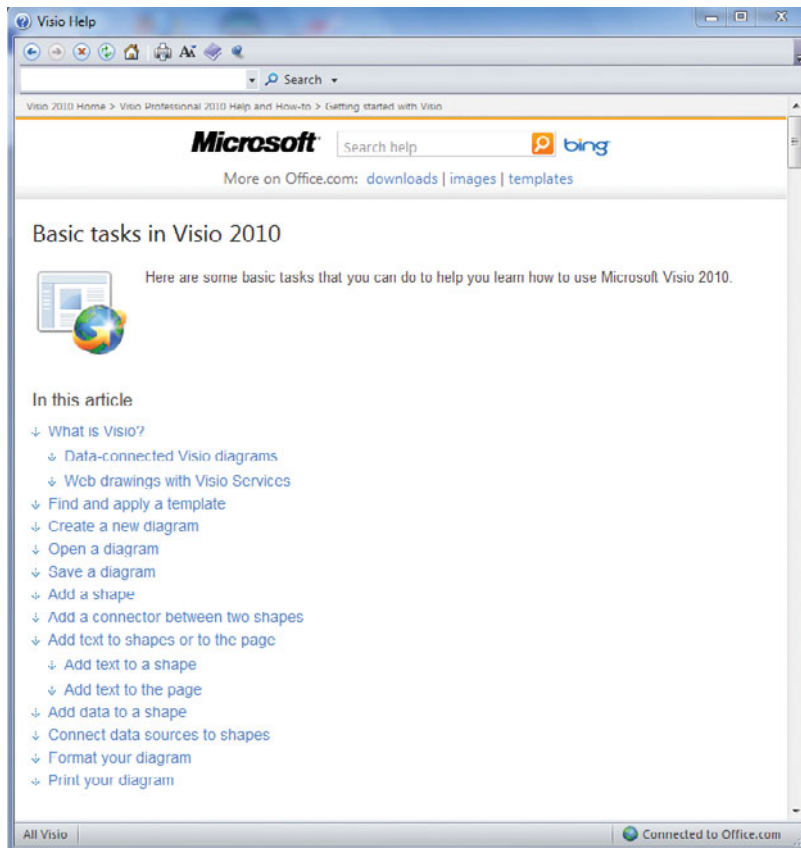 Visio Help
Search
Visio 2010 Home > Visio Professional 2010 Help and How-to > Getting started with Visio
Microsoft Search help bing
More on Office.com: downloads | images | templates
Basic tasks in Visio 2010
Here are some basic tasks that you can do to help you learn how to use Microsoft Visio 2010.
In this article
What is Visio?
Data-connected Visio diagrams
Web drawings with Visio Services
Find and apply a template
Create a new diagram
Open a diagram
Save a diagram
Add a shape
Add a connector between two shapes
Add text to shapes or to the page
Add text to a shape
Add text to the page
Add data to a shape
Connect data sources to shapes
Format your diagram
Print your diagram
All Visio Connected to Office.com